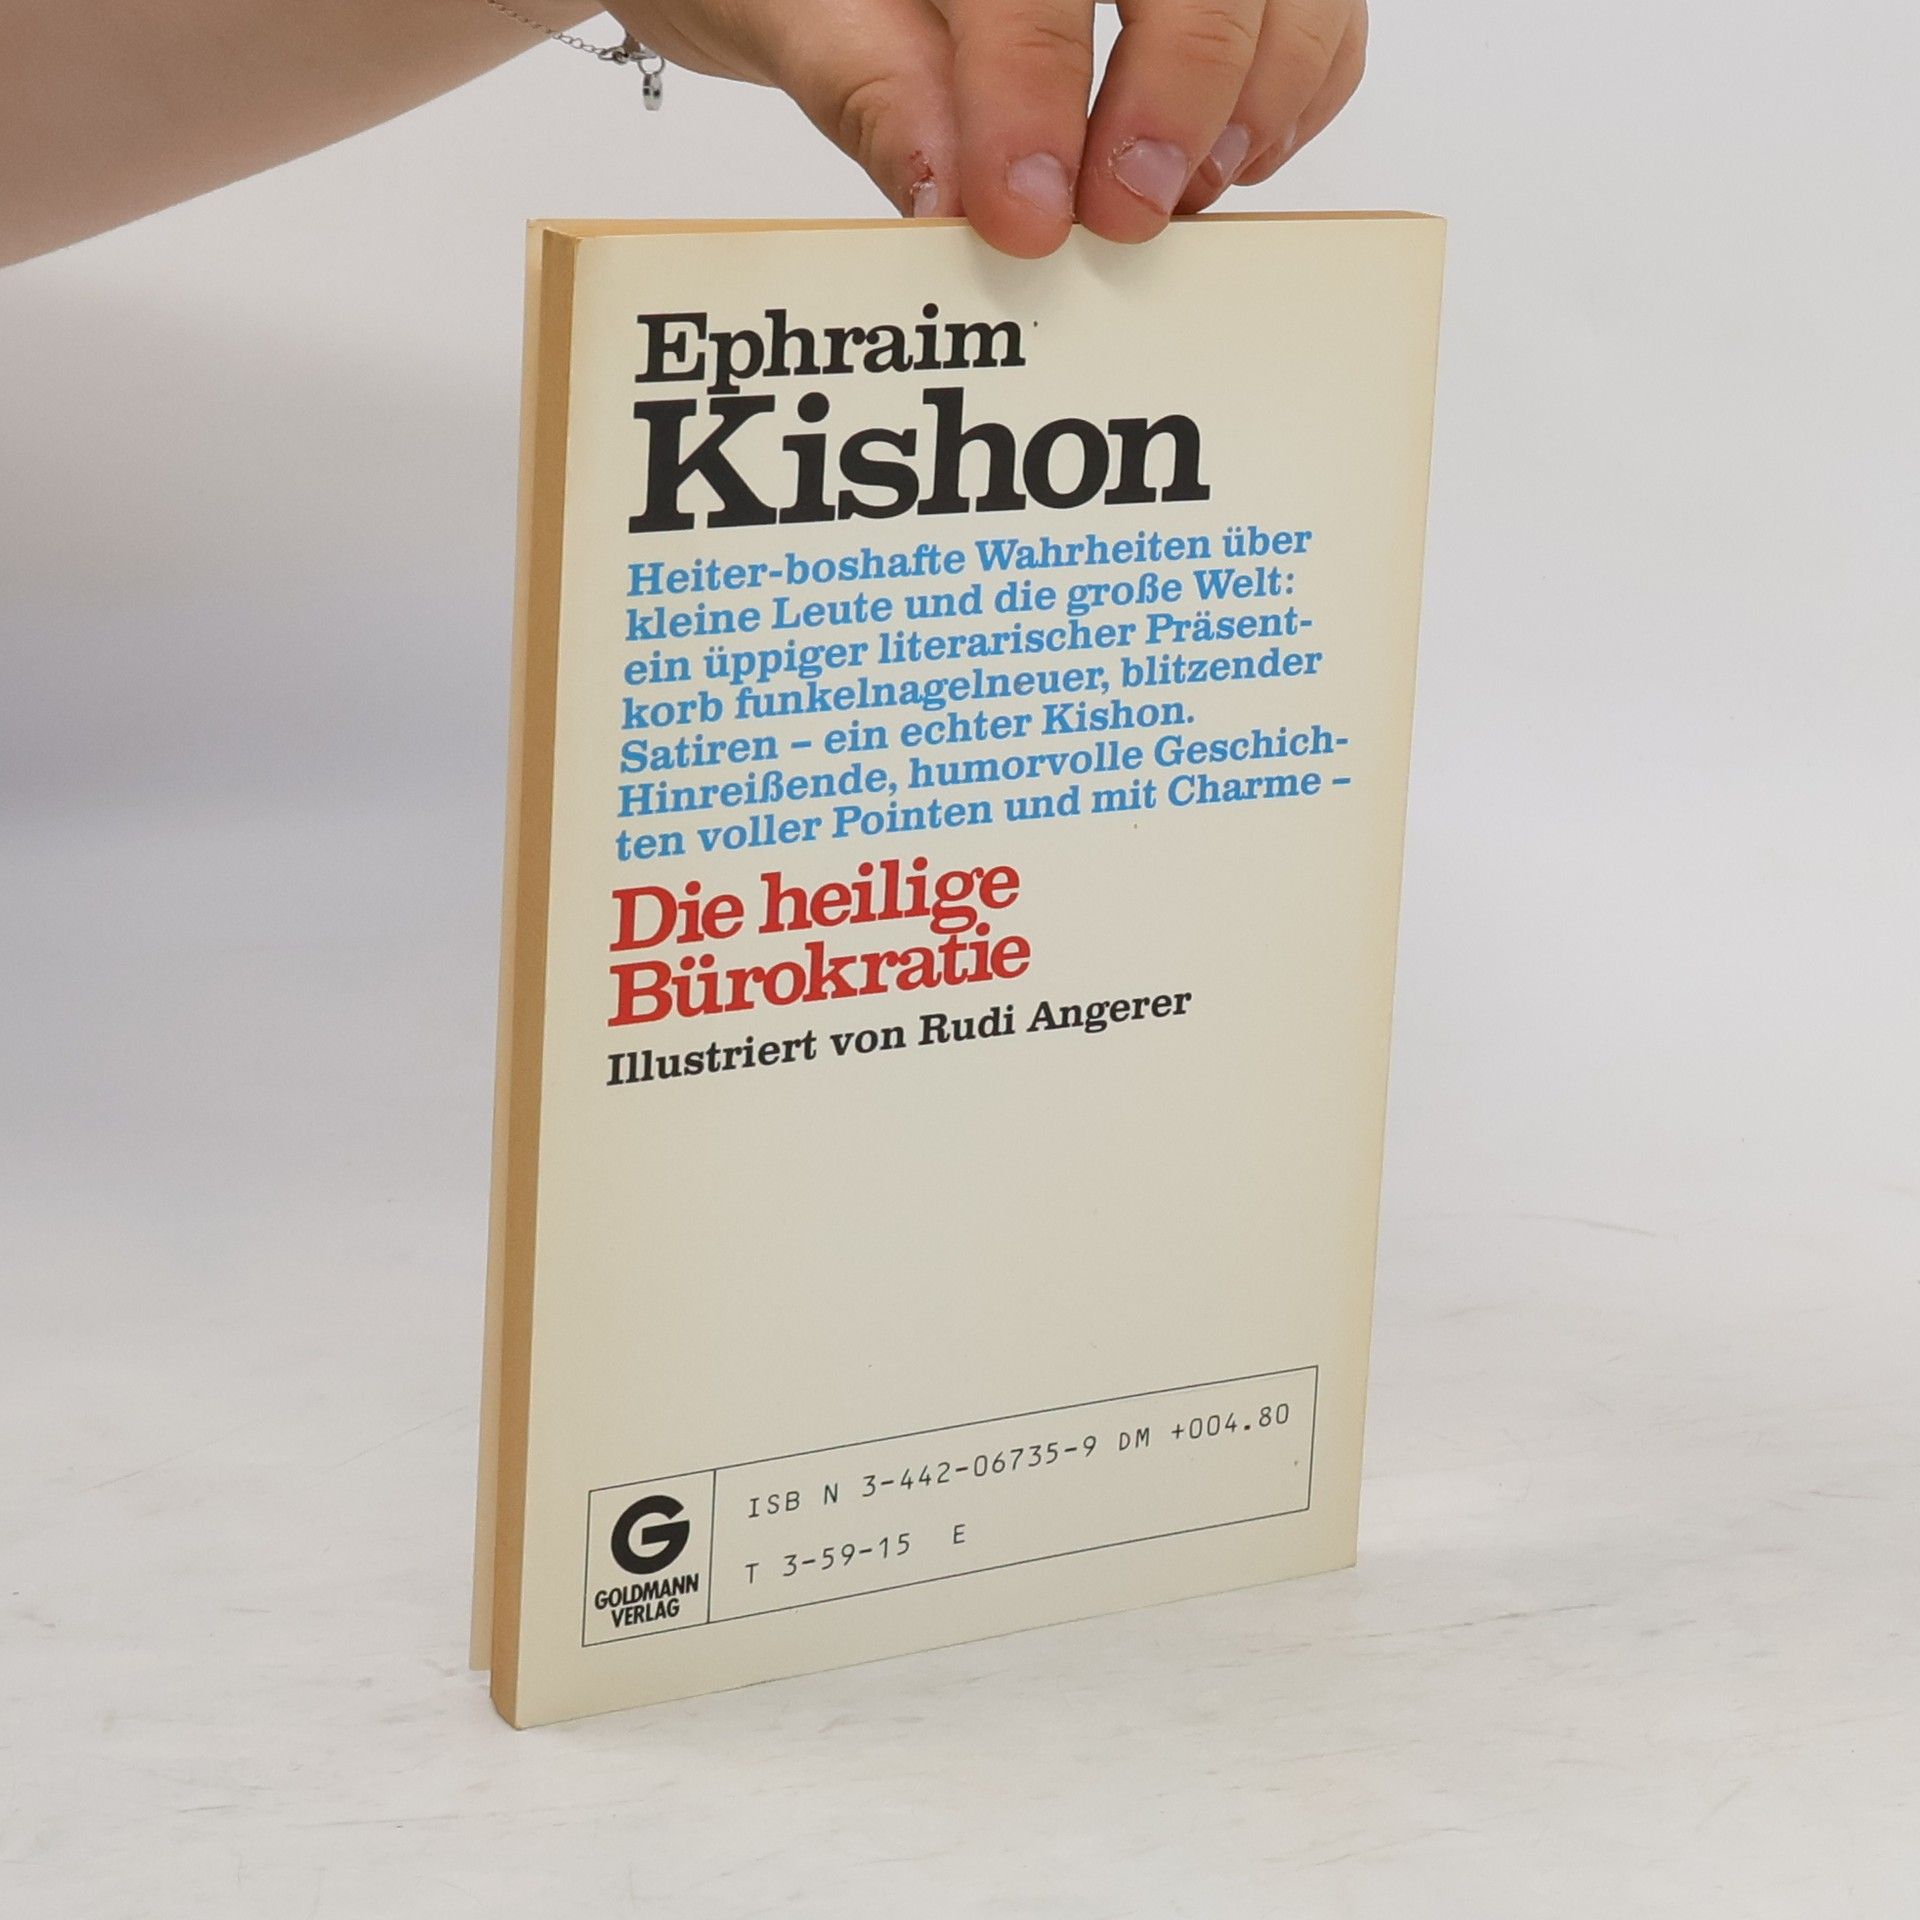 Ephraim
Kishon
Heiter-boshafte Wahrheiten über
kleine Leute und die große Welt:
ein üppiger literarischer Präsent-
korb funkelnagelneuer, blitzender
Satiren – ein echter Kishon.
Hinreißende, humorvolle Geschich-
ten voller Pointen und mit Charme –
Die heilige
Bürokratie
Illustriert von Rudi Angerer
ISB N 3-442-06735-9 DM +004.80
T 3-59-15 E
G
GOLDMANN
VERLAG